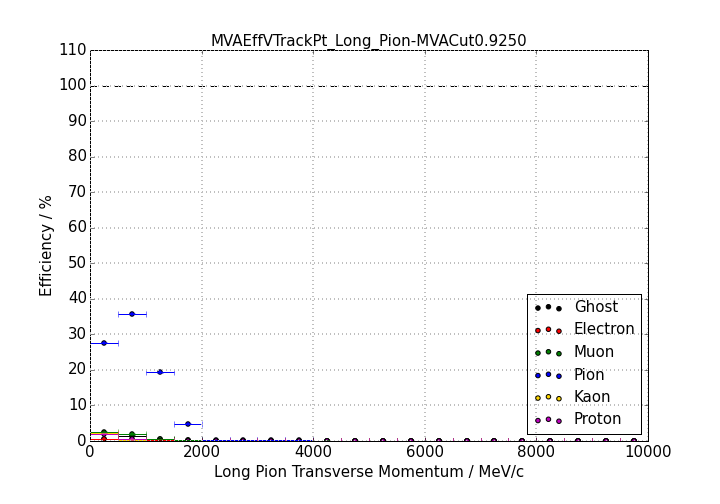 MVAEffVTrackPt_Long_Pion-MVACut0.9250
110
100
90
80
70
60
50
40
30
20
10
0
Efficiency / %
0 2000 4000 6000 8000 10000
Long Pion Transverse Momentum / MeV/c
Ghost
Electron
Muon
Pion
Kaon
Proton